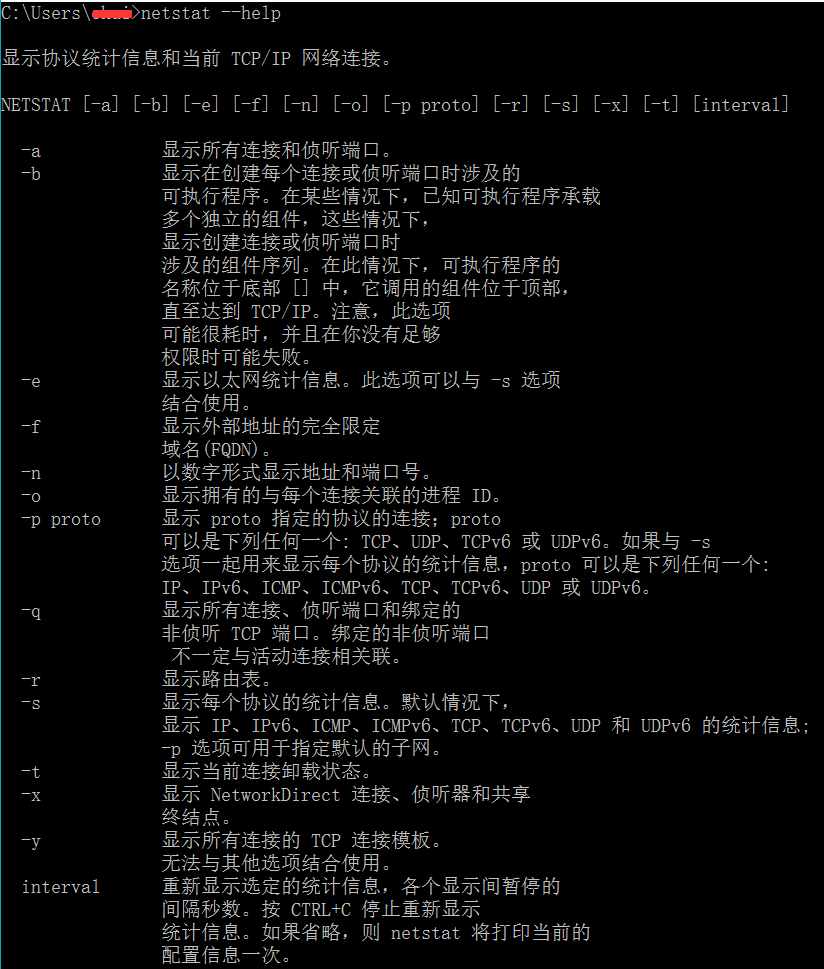 C:\Users\>netstat --help
显示协议统计信息和当前 TCP/IP 网络连接。
NETSTAT [-a] [-b] [-e] [-f] [-n] [-o] [-p proto] [-r] [-s] [-x] [-t] [interval]
-a 显示所有连接和侦听端口。
-b 显示在创建每个连接或侦听端口时涉及的
可执行程序。在某些情况下，已知可执行程序承载
多个独立的组件，这些情况下，
显示创建连接或侦听端口时
涉及的组件序列。在此情况下，可执行程序的
名称位于底部 [] 中，它调用的组件位于顶部，
直至达到 TCP/IP。注意，此选项
可能很耗时，并且在你没有足够
权限时可能失败。
-e 显示以太网统计信息。此选项可以与 -s 选项
结合使用。
-f 显示外部地址的完全限定
域名(FQDN)。
-n 以数字形式显示地址和端口号。
-o 显示拥有的与每个连接关联的进程 ID。
-p proto 显示 proto 指定的协议的连接；proto
可以是下列任何一个: TCP、UDP、TCPv6 或 UDPv6。如果与 -s
选项一起用来显示每个协议的统计信息，proto 可以是下列任何一个:
IP、IPv6、ICMP、ICMPv6、TCP、TCPv6、UDP 或 UDPv6。
-q 显示所有连接、侦听端口和绑定的
非侦听 TCP 端口。绑定的非侦听端口
不一定与活动连接相关联。
-r 显示路由表。
-s 显示每个协议的统计信息。默认情况下，
显示 IP、IPv6、ICMP、ICMPv6、TCP、TCPv6、UDP 和 UDPv6 的统计信息;
-p 选项可用于指定默认的子网。
-t 显示当前连接卸载状态。
-x 显示 NetworkDirect 连接、侦听器和共享
终结点。
-y 显示所有连接的 TCP 连接模板。
无法与其他选项结合使用。
interval 重新显示选定的统计信息，各个显示间暂停的
间隔秒数。按 CTRL+C 停止重新显示
统计信息。如果省略，则 netstat 将打印当前的
配置信息一次。